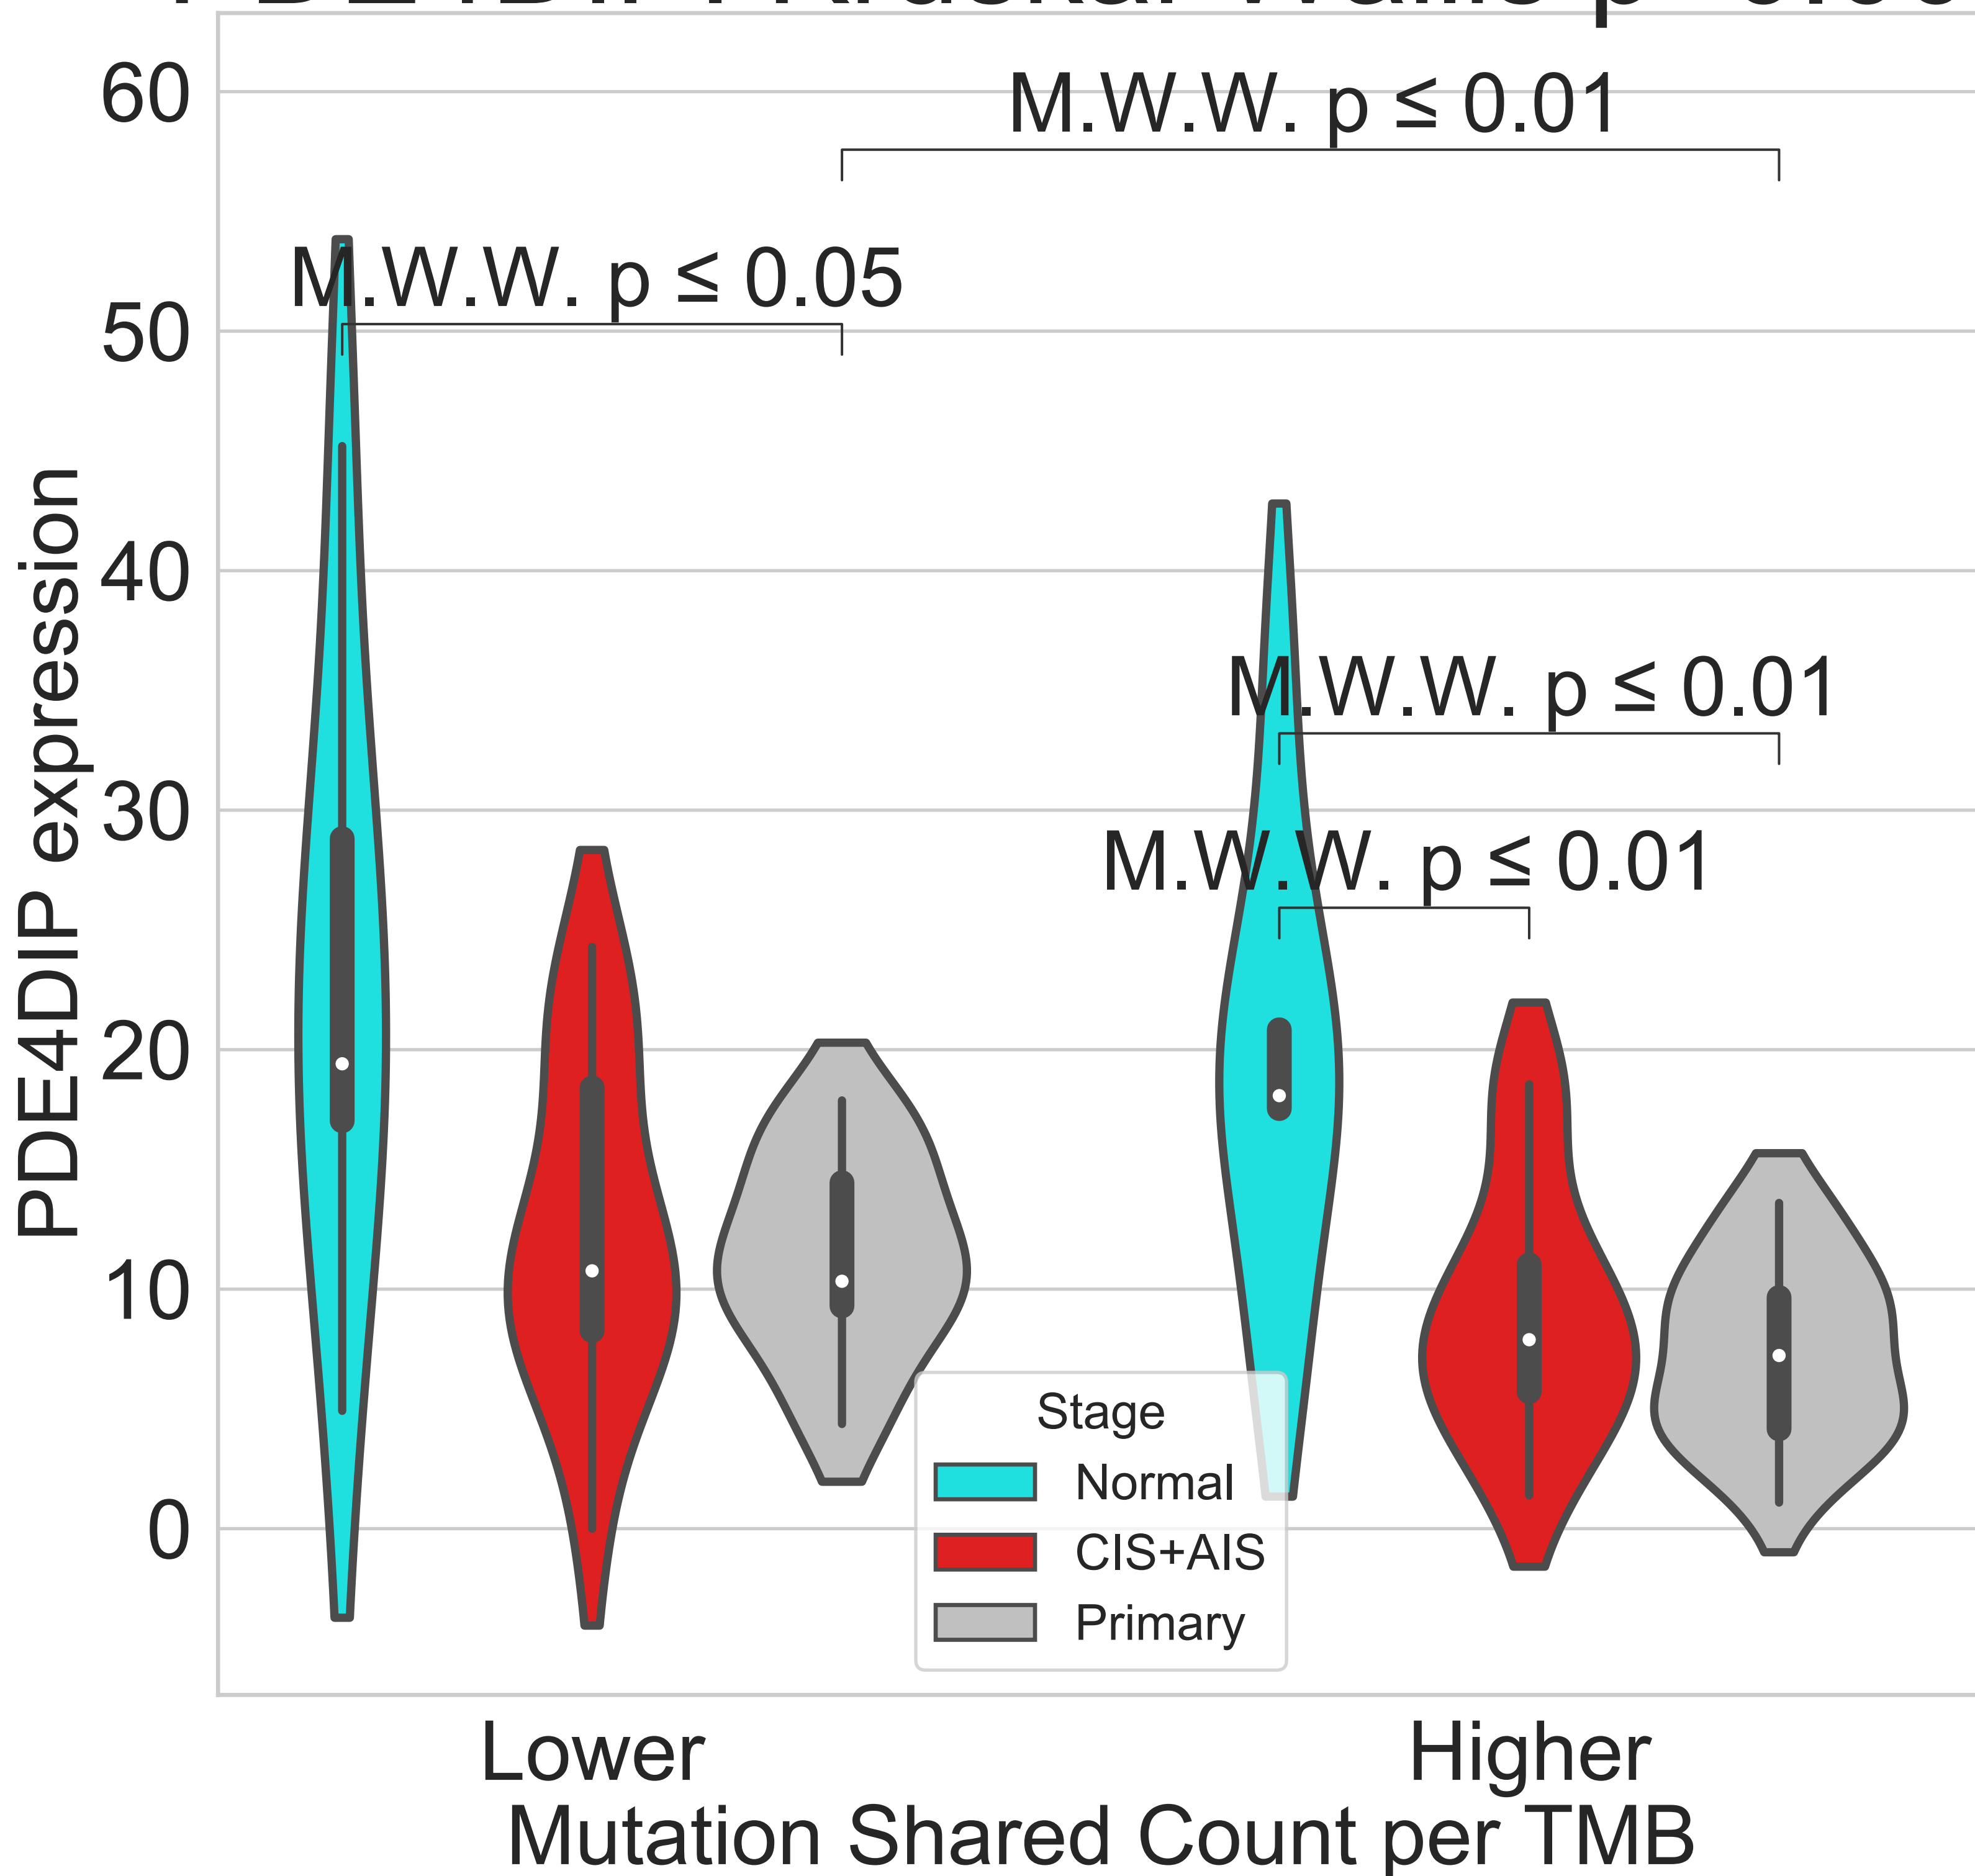 60
M.W.W. p ≤ 0.01
M.W.W. p ≤ 0.05
50
40
M.W.W. p ≤ 0.01
30
M.W.W. p ≤ 0.01
20
10
0
PDE4DIP expression
Stage
Normal
CIS+AIS
Primary
Lower
Higher
Mutation Shared Count per TMB